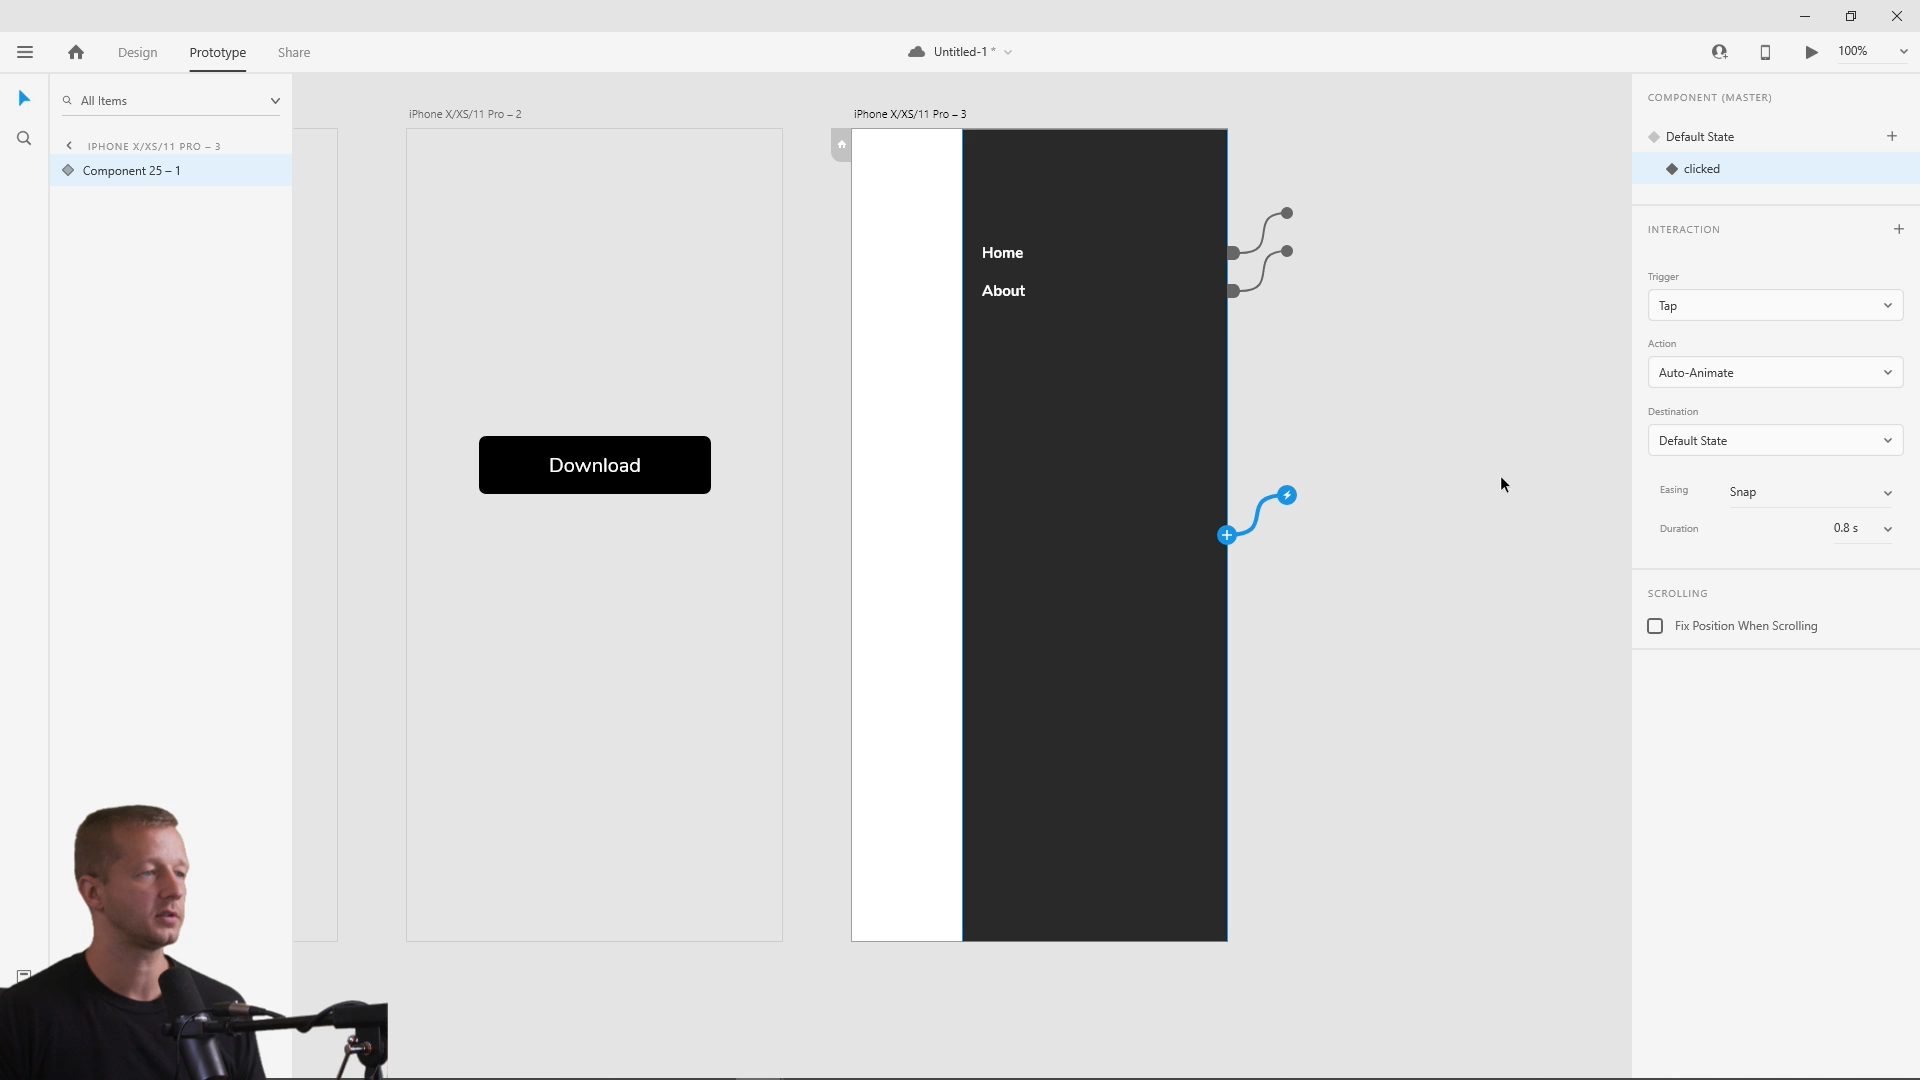 Design
Prototype
Share
Untitled-1 *
100%
All Items
IPHONE X/XS/11 PRO – 3
Component 25 – 1
iPhone X/XS/11 Pro – 2
Download
iPhone X/XS/11 Pro – 3
Home
About
COMPONENT (MASTER)
Default State
clicked
INTERACTION
Trigger
Tap
Action
Auto-Animate
Destination
Default State
Easing
Snap
Duration
0.8 s
SCROLLING
Fix Position When Scrolling